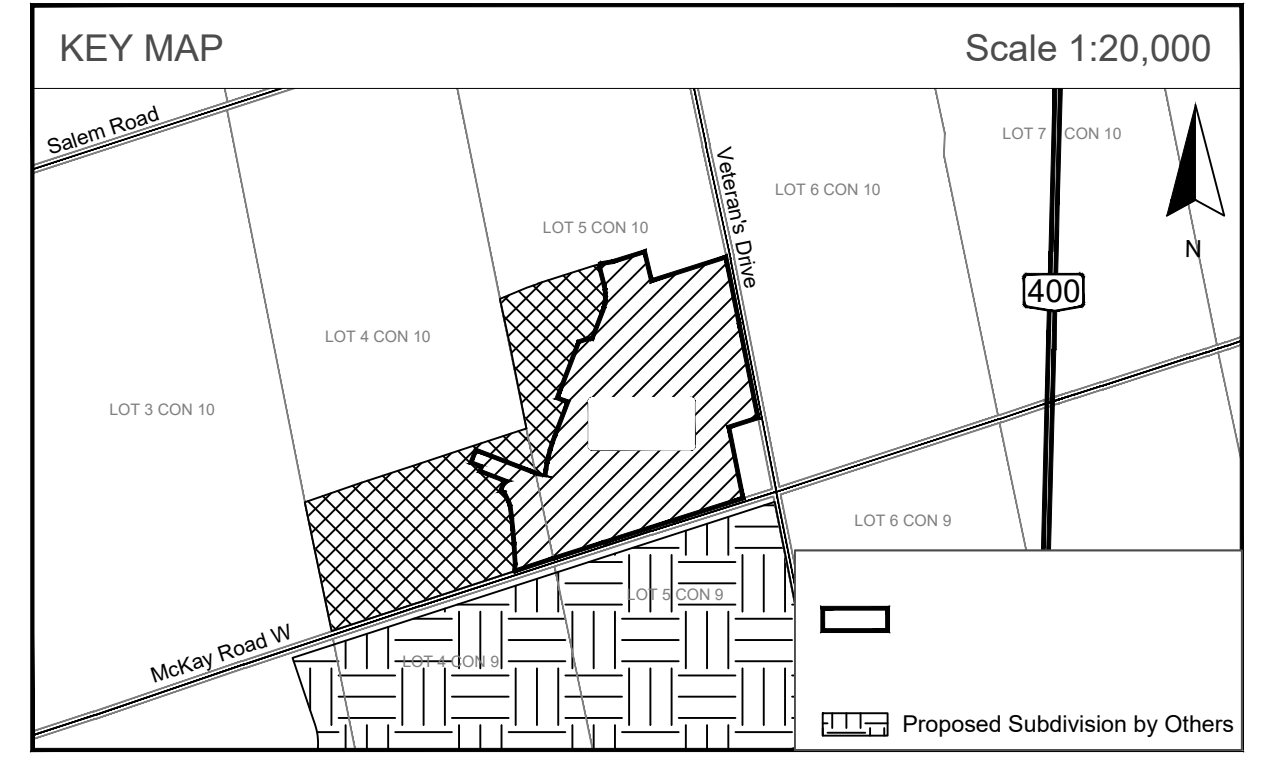 KEY MAP
Scale 1:20,000
Salem Road
LOT 7 CON 10
Veteran's Drive
LOT 6 CON 10
LOT 5 CON 10
N
400
LOT 4 CON 10
LOT 3 CON 10
LOT 6 CON 9
LOT 5 CON 9
McKay Road W
LOT 4 CON 9
Proposed Subdivision by Others